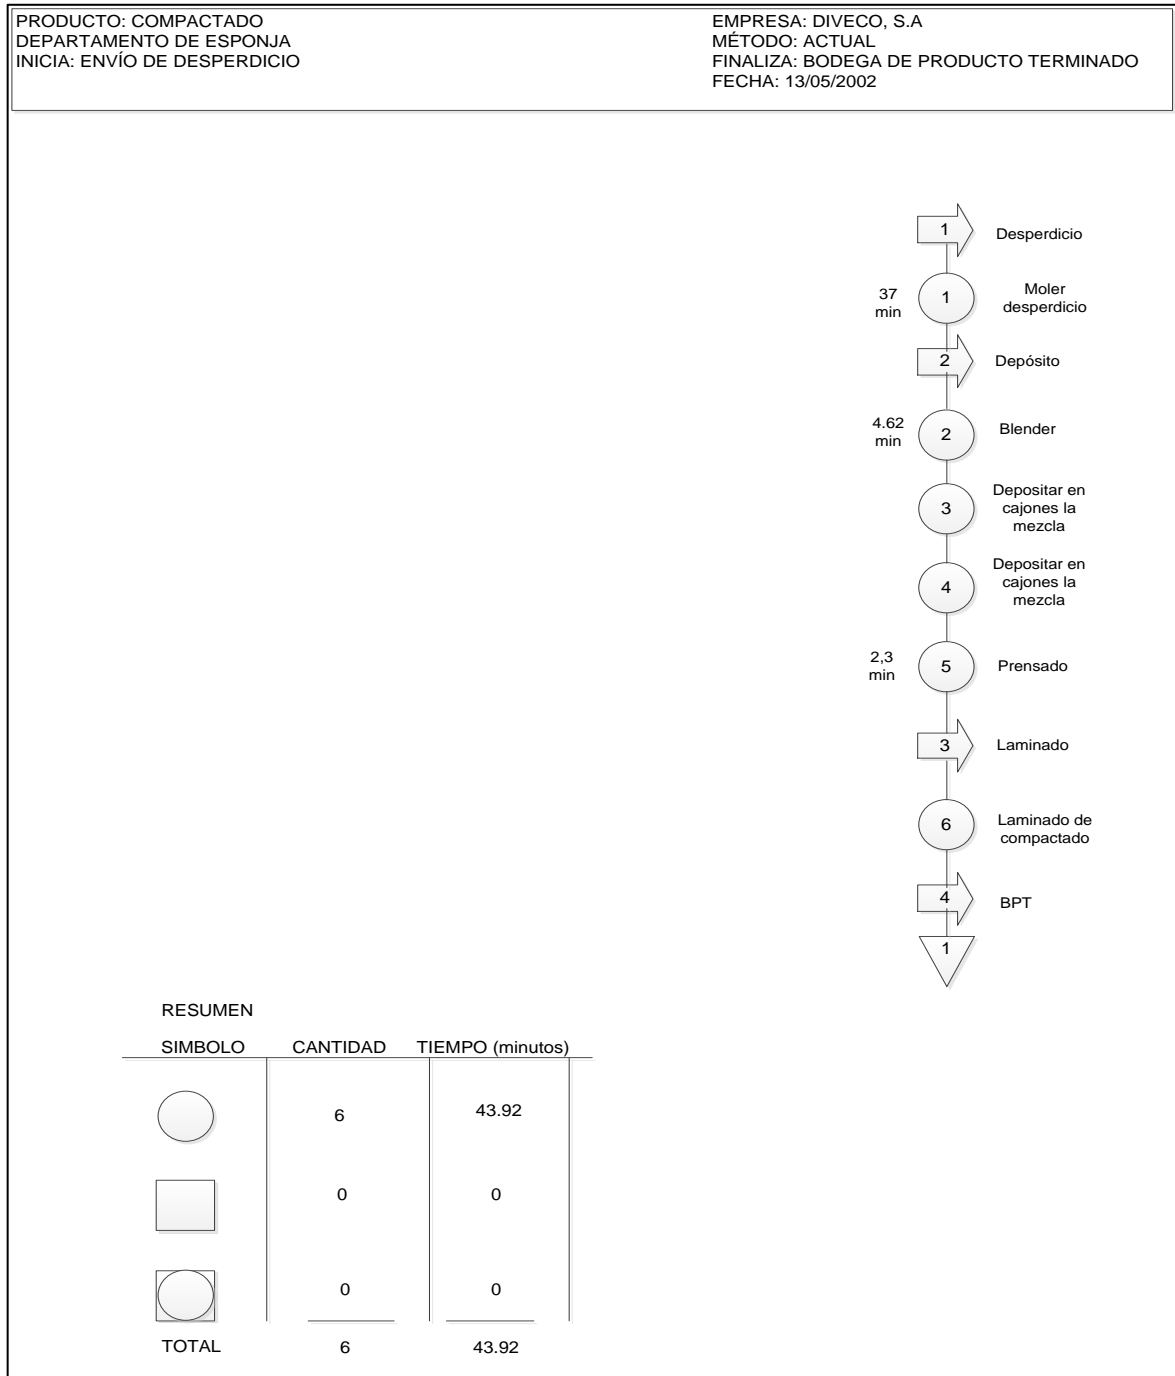 PRODUCTO: COMPACTADO
DEPARTAMENTO DE ESPONJA
INICIA: ENVÍO DE DESPERDICIO
EMPRESA: DIVECO, S.A
MÉTODO: ACTUAL
FINALIZA: BODEGA DE PRODUCTO TERMINADO
FECHA: 13/05/2002
1
Desperdicio
37
min
1
Moler
desperdicio
2
Depósito
4.62
min
2
Blender
3
Depositar en
cajones la
mezcla
4
Depositar en
cajones la
mezcla
2,3
min
5
Prensado
3
Laminado
6
Laminado de
compactado
4
BPT
1
RESUMEN
SIMBOLO CANTIDAD TIEMPO (minutos)
6 43.92
0 0
0 0
TOTAL 6 43.92